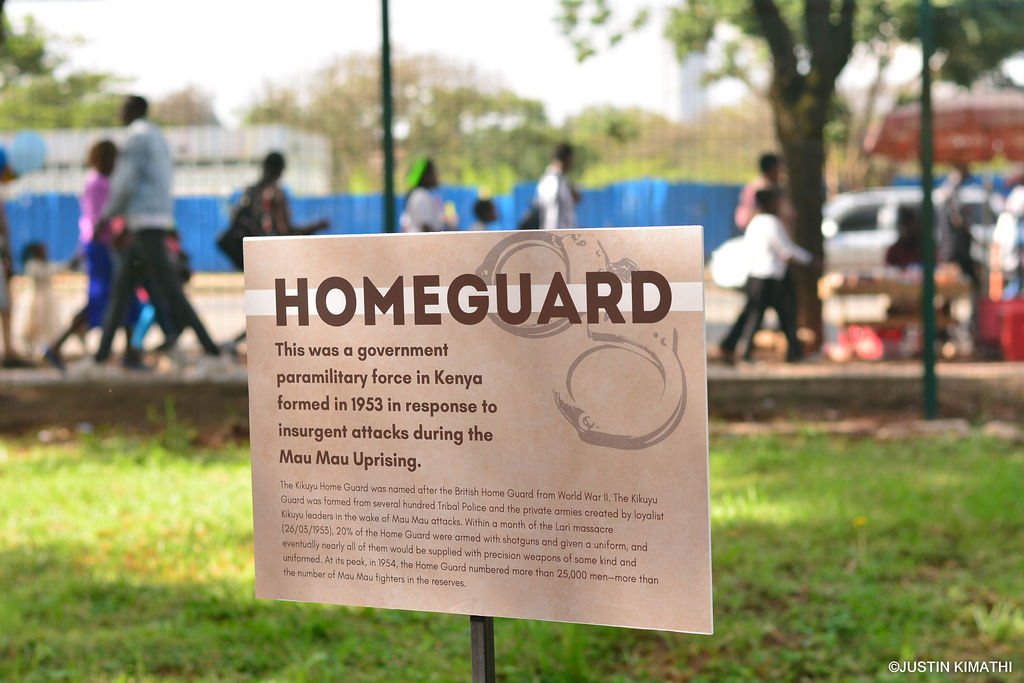 HOMEGUARD
This was a government
paramilitary force in Kenya
formed in 1953 in response to
insurgent attacks during the
Mau Mau Uprising.
The Kikuyu Home Guard was named after the British Home Guard from World War II. The Kikuyu
Guard was formed from several hundred Tribal Police and the private armies created by loyalist
Kikuyu leaders in the wake of Mau Mau attacks. Within a month of the Lari massacre
(26/03/1953), 20% of the Home Guard were armed with shotguns and given a uniform, and
eventually nearly all of them would be supplied with precision weapons of some kind and
uniformed. At its peak, in 1954, the Home Guard numbered more than 25,000 men—more than
the number of Mau Mau fighters in the reserves.
©JUSTIN KIMATHI